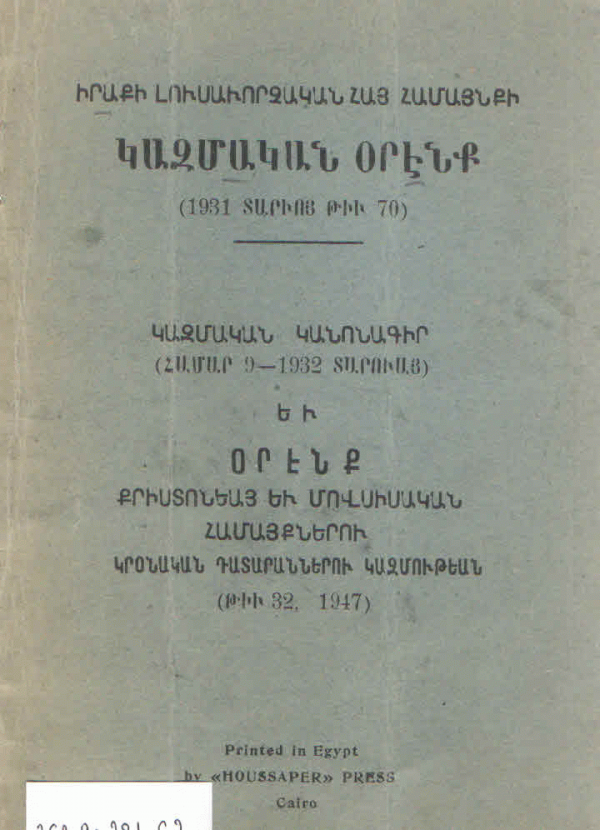 ԻՐԱՔԻ ԼՈՒՍԱՒՈՐՉԱԿԱՆ ՀԱՅ ՀԱՄԱՅՆՔԻ
ԿԱԶՄԱԿԱՆ ՕՐԷՆՔ
(1931 ՏԱՐԻՈՅ ԹԻՒ 70)
ԿԱԶՄԱԿԱՆ ԿԱՆՈՆԱԳԻՐ
(ՀԱՄԱՐ 9—1932 ՏԱՐՈՒԱՅ)
ԵՒ
ՕՐԷՆՔ
ՔՐԻՍՏՈՆԵԱՅ ԵՒ ՄՈՎՍԻՍԱԿԱՆ
ՀԱՄԱՅՔՆԵՐՈՒ
ԿՐՕՆԱԿԱՆ ԴԱՏԱՐԱՆՆԵՐՈՒ ԿԱԶՄՈՒԹԵԱՆ
(ԹԻՒ 32, 1947)
Printed in Egypt
by «HOUSSAPER» PRESS
Cairo